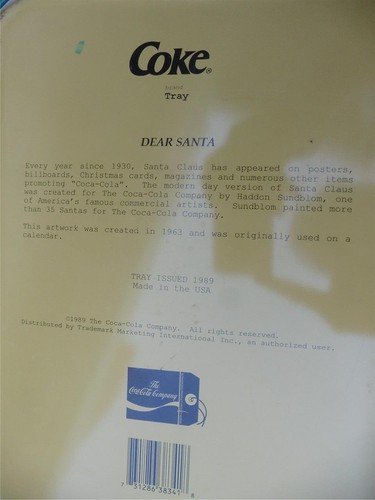 Coke®
brand
Tray
DEAR SANTA
Every year since 1930, Santa Claus has appeared on posters,
billboards, Christmas cards, magazines and numerous other items
promoting "Coca-Cola". The modern day version of Santa Claus
was created for The Coca-Cola Company by Haddon Sundblom, one
of America's famous commercial artists. Sundblom painted more
than 35 Santas for The Coca-Cola Company.
This artwork was created in 1963 and was originally used on a
calendar.
TRAY ISSUED 1989
Made in the USA
©1989 The Coca-Cola Company. All rights reserved.
Distributed by Trademark Marketing International Inc., an authorized user.
The
Coca-Cola Company
7 31286 38341 8